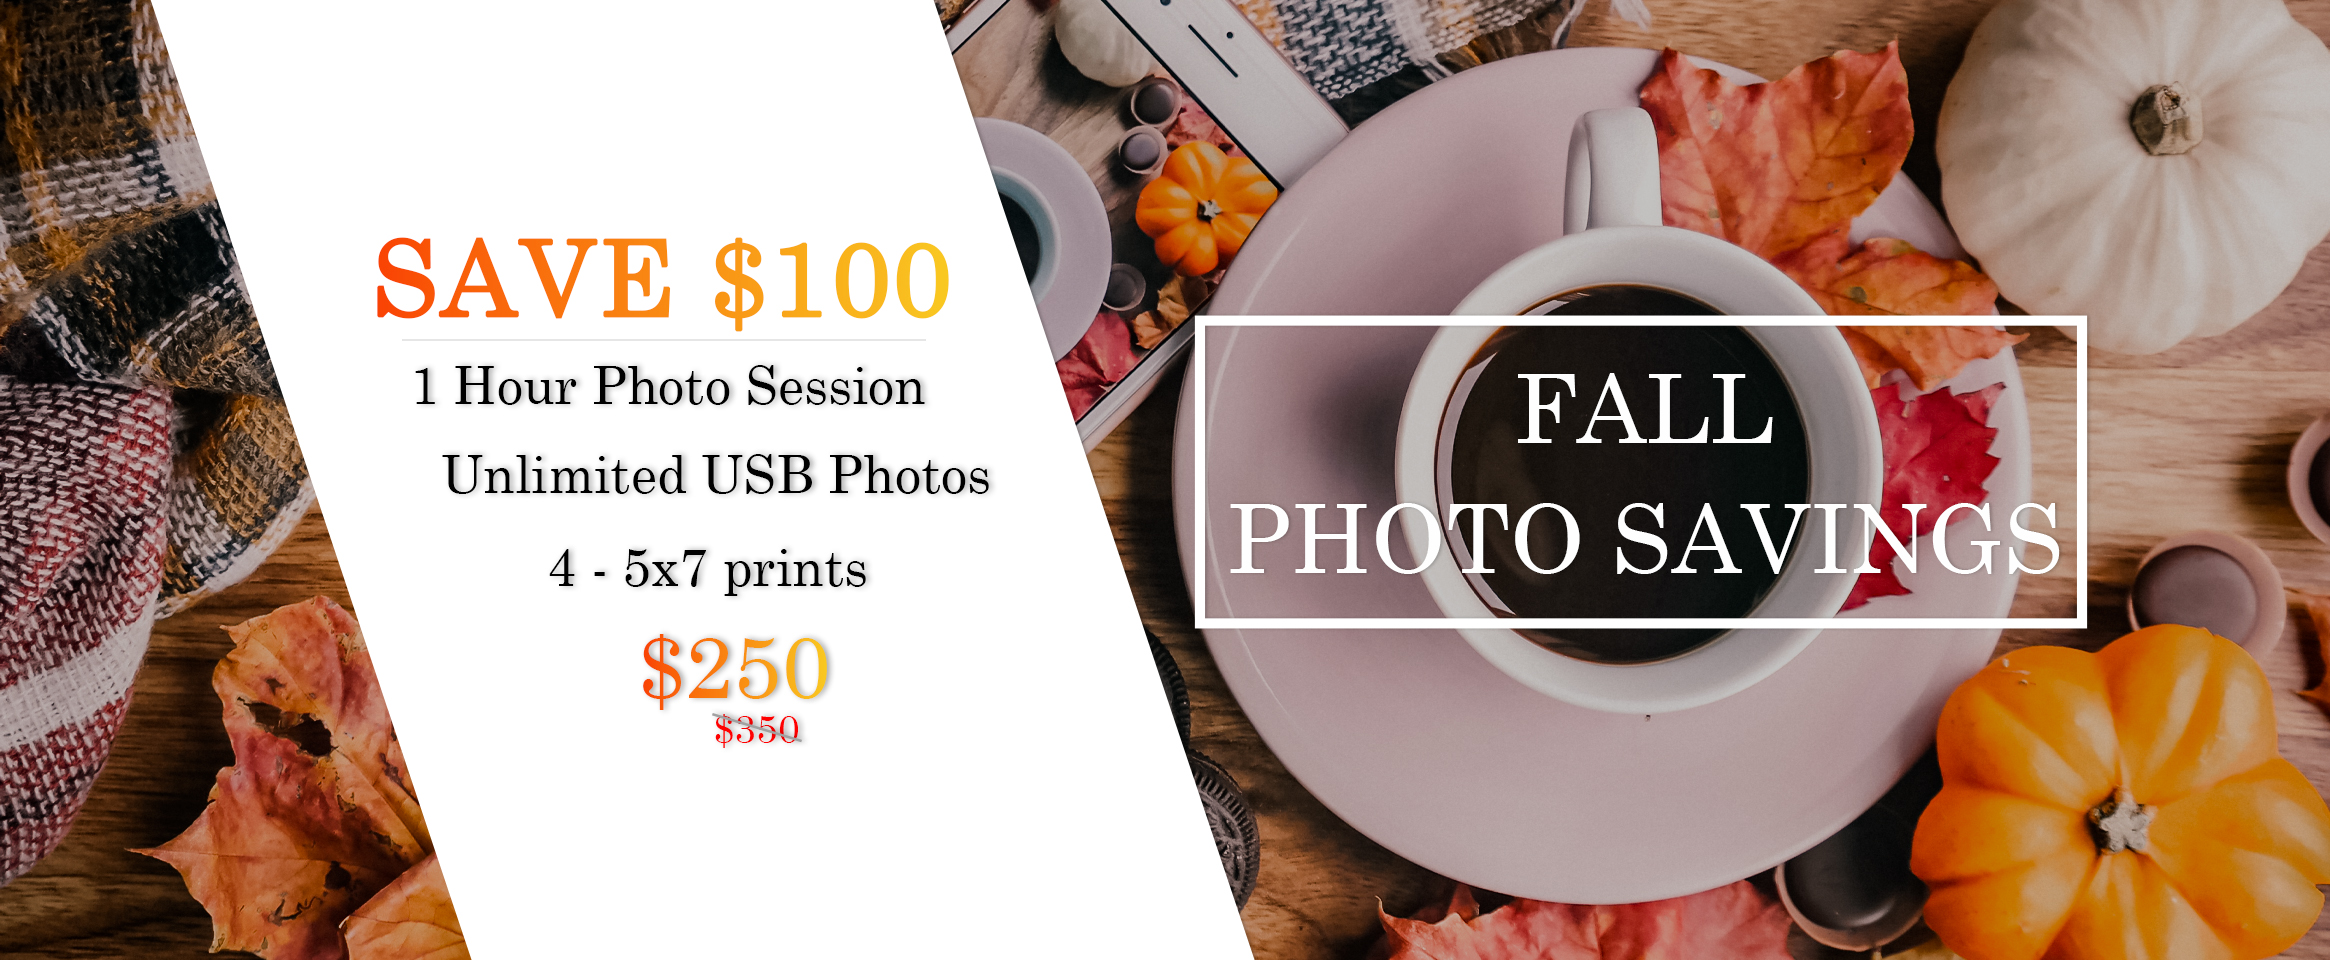 SAVE $100
1 Hour Photo Session
Unlimited USB Photos
4 - 5x7 prints
$250
$350
FALL
PHOTO SAVINGS